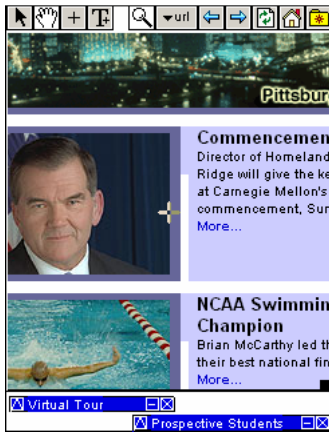 url
Pittsbur
Commencemen
Director of Homeland
Ridge will give the ke
at Carnegie Mellon's
commencement, Sun
More...
NCAA Swimmin
Champion
Brian McCarthy led th
their best national fin
More...
Virtual Tour
Prospective Students